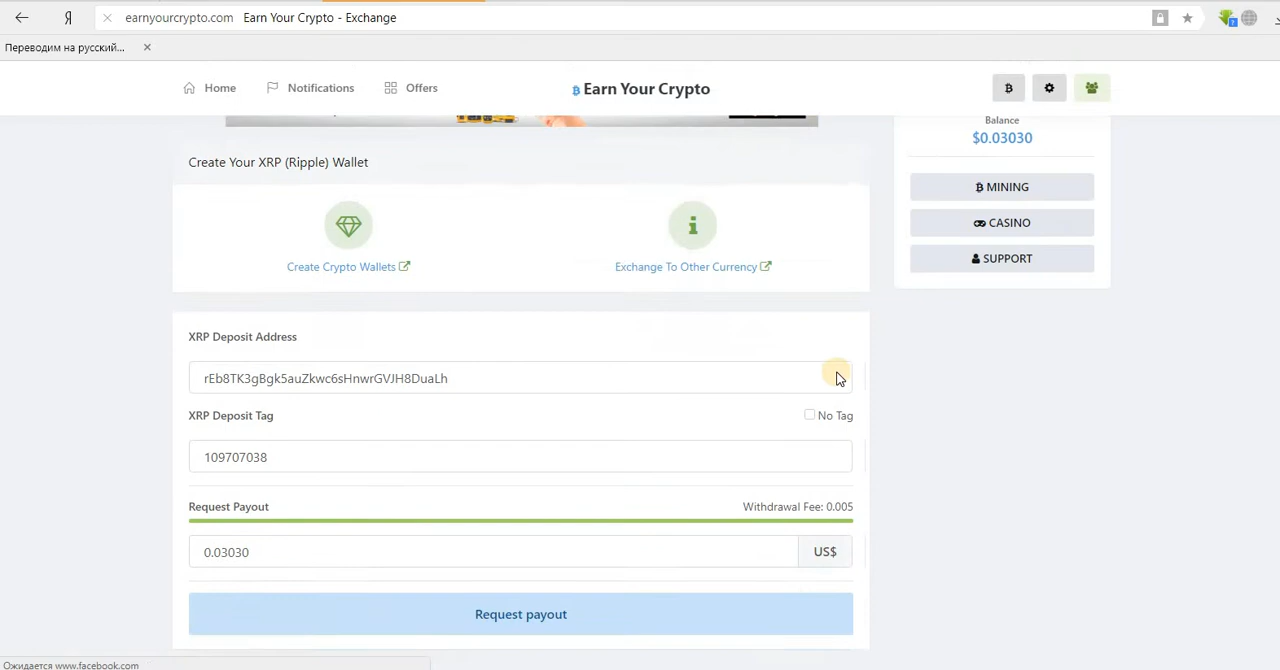 earnyourcrypto.com Earn Your Crypto - Exchange
Переводим на русский...
Home Notifications Offers Earn Your Crypto
Balance
$0.03030
Create Your XRP (Ripple) Wallet
MINING
CASINO
SUPPORT
Create Crypto Wallets Exchange To Other Currency
XRP Deposit Address
rEb8TK3gBgk5auZkwc6sHnwrGVJH8DuaLh
XRP Deposit Tag No Tag
109707038
Request Payout Withdrawal Fee: 0.005
0.03030 US$
Request payout
Ожидается www.facebook.com